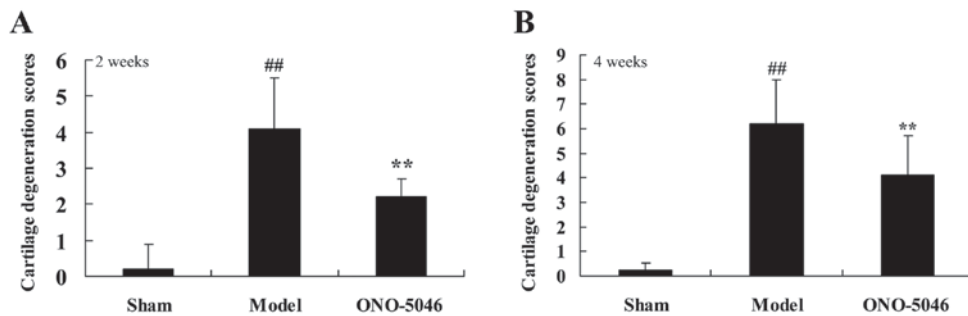 A
Cartilage degeneration scores
2 weeks
6
5
4
3
2
1
0
##
**
Sham Model ONO-5046
B
Cartilage degeneration scores
4 weeks
9
8
7
6
5
4
3
2
1
0
##
**
Sham Model ONO-5046